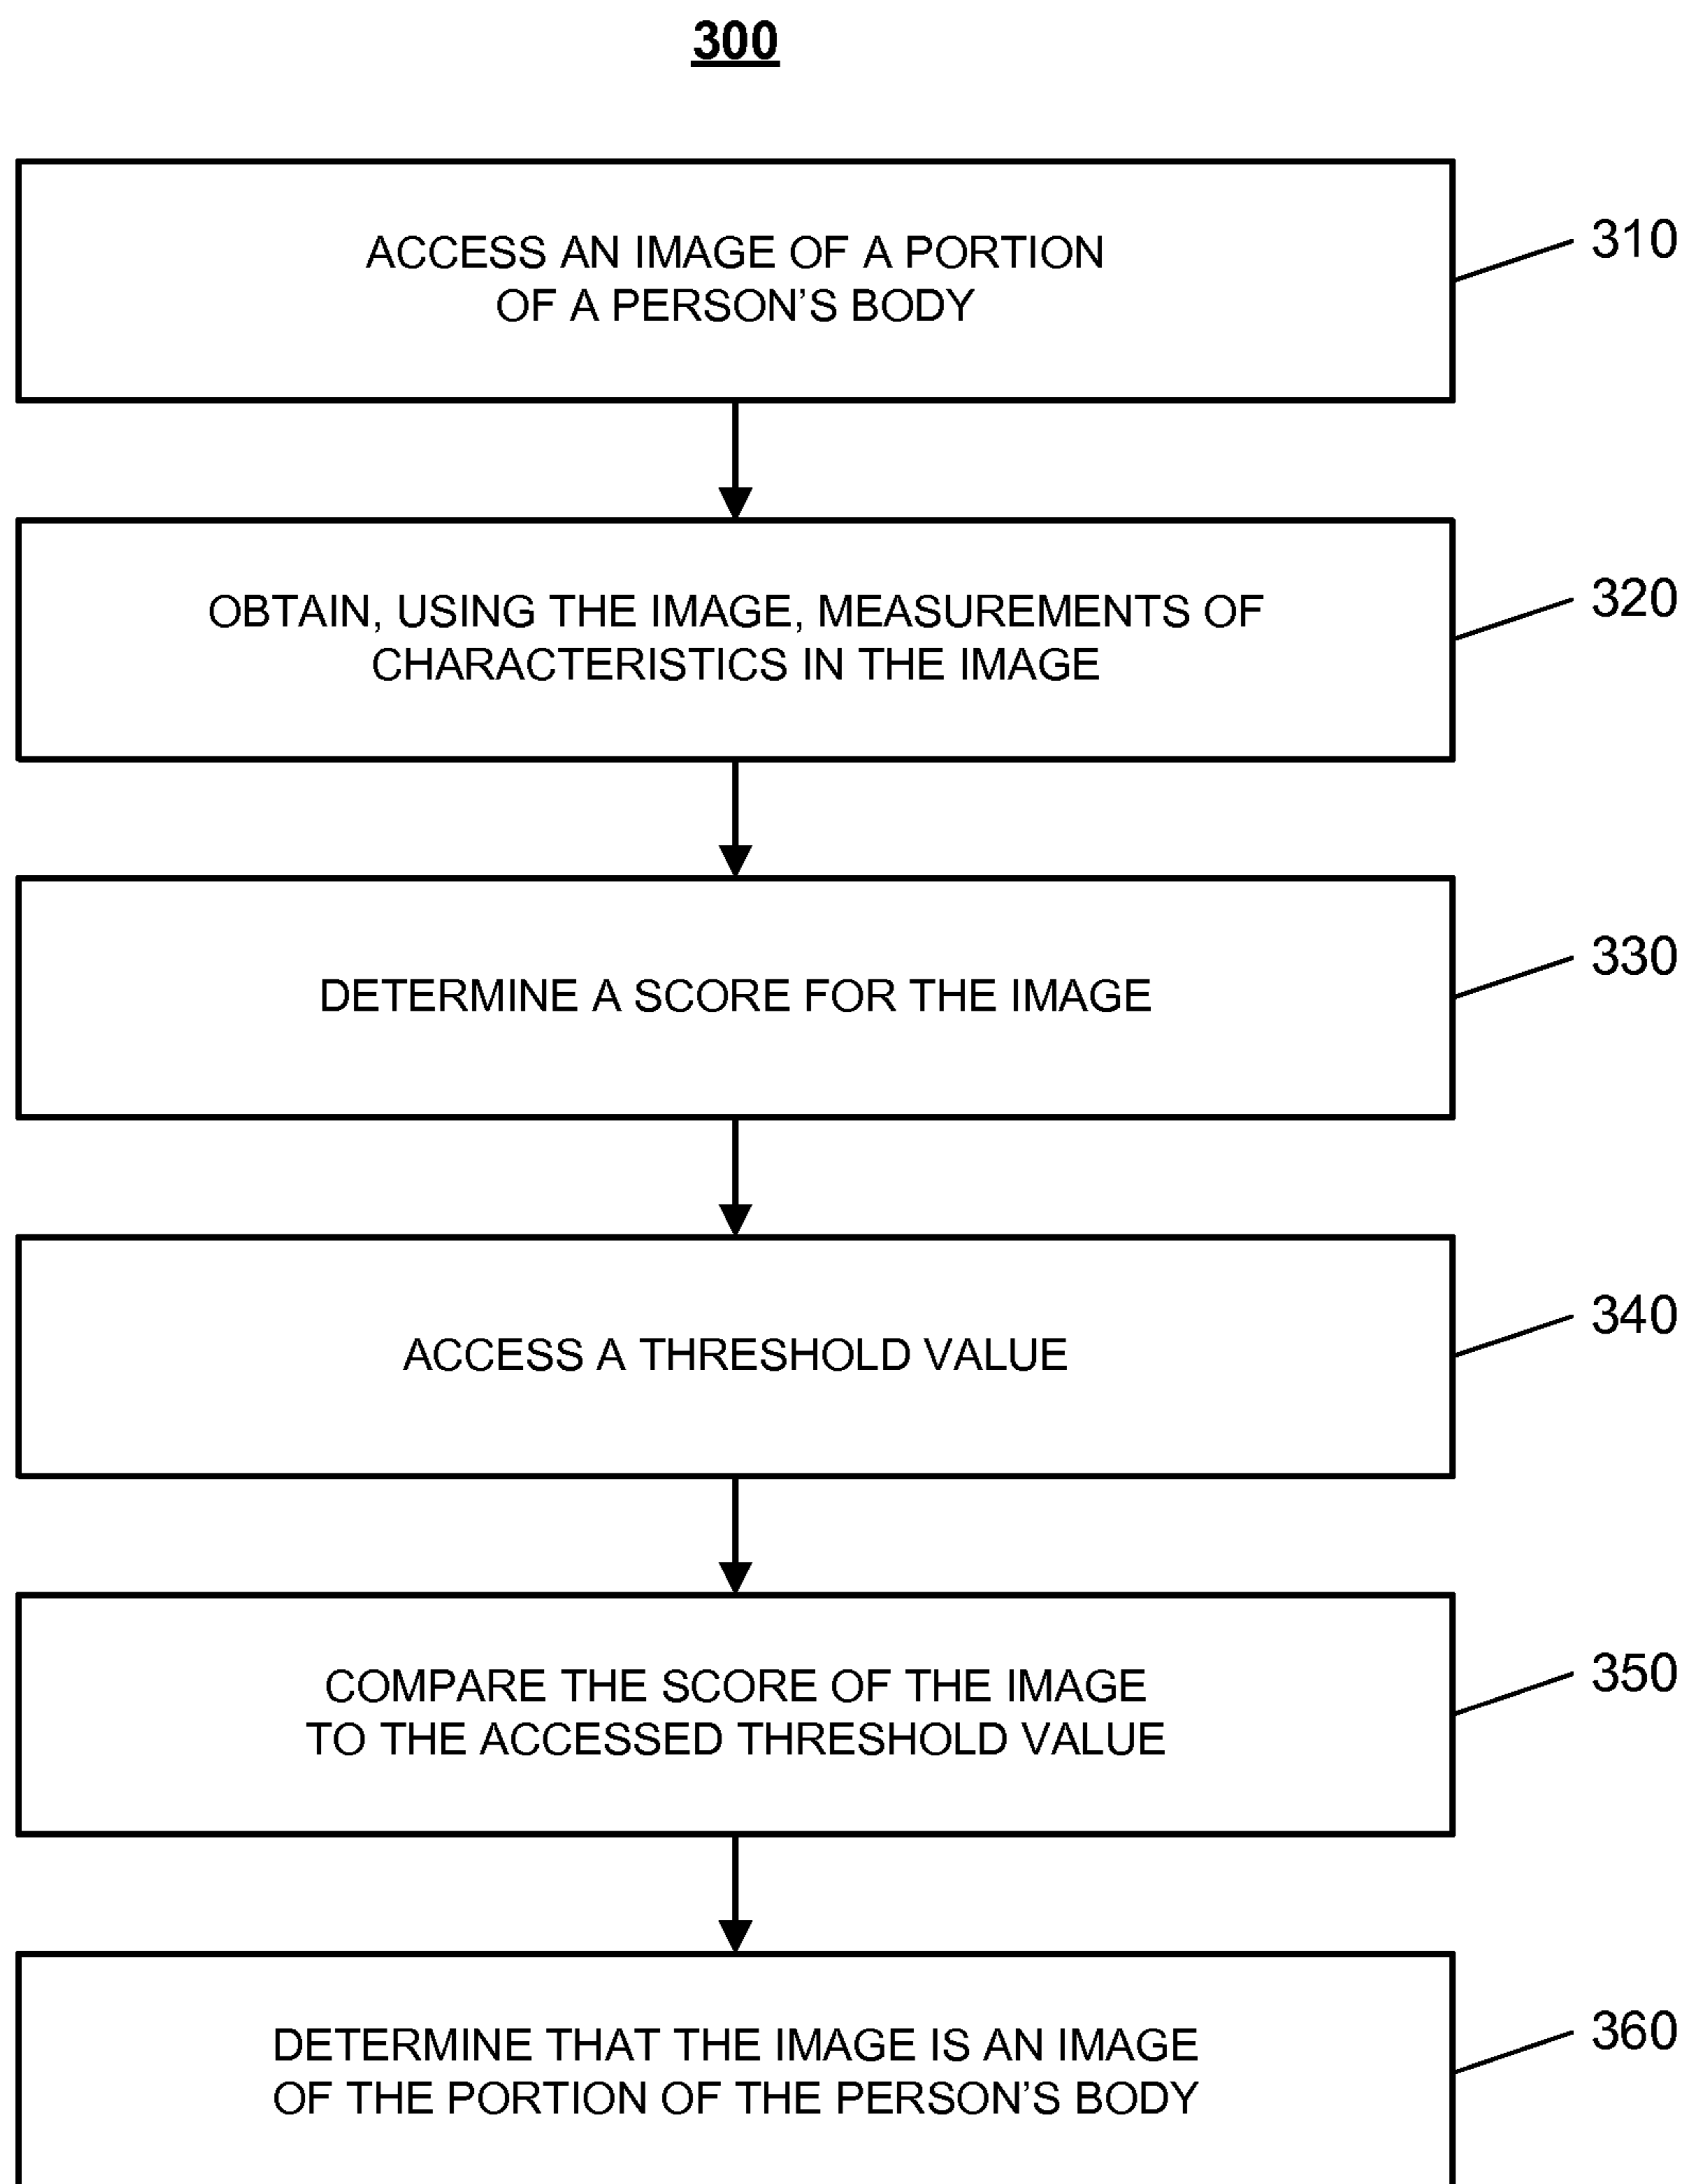 300
ACCESS AN IMAGE OF A PORTION
OF A PERSON’S BODY
310
OBTAIN, USING THE IMAGE, MEASUREMENTS OF
CHARACTERISTICS IN THE IMAGE
320
DETERMINE A SCORE FOR THE IMAGE
330
ACCESS A THRESHOLD VALUE
340
COMPARE THE SCORE OF THE IMAGE
TO THE ACCESSED THRESHOLD VALUE
350
DETERMINE THAT THE IMAGE IS AN IMAGE
OF THE PORTION OF THE PERSON’S BODY
360